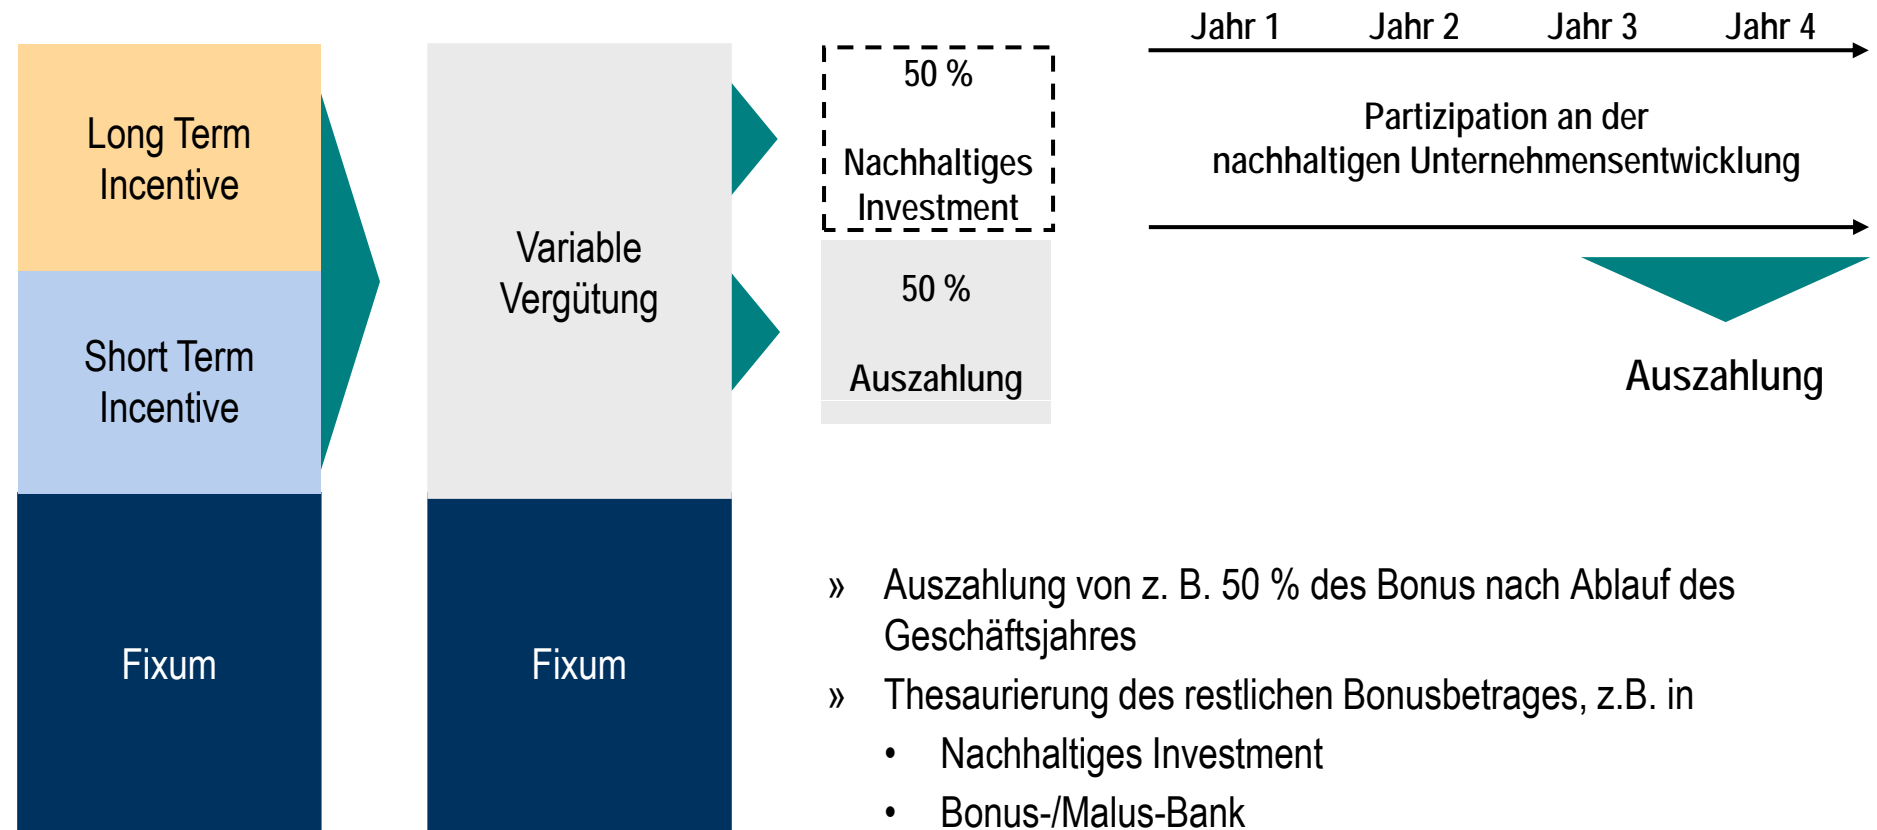 Long Term
Incentive
Short Term
Incentive
Fixum
Variable
Vergütung
Fixum
50 %
Nachhaltiges
Investment
50 %
Auszahlung
Jahr 1 Jahr 2 Jahr 3 Jahr 4
Partizipation an der
nachhaltigen Unternehmensentwicklung
Auszahlung
» Auszahlung von z. B. 50 % des Bonus nach Ablauf des
Geschäftsjahres
» Thesaurierung des restlichen Bonusbetrages, z.B. in
• Nachhaltiges Investment
• Bonus-/Malus-Bank